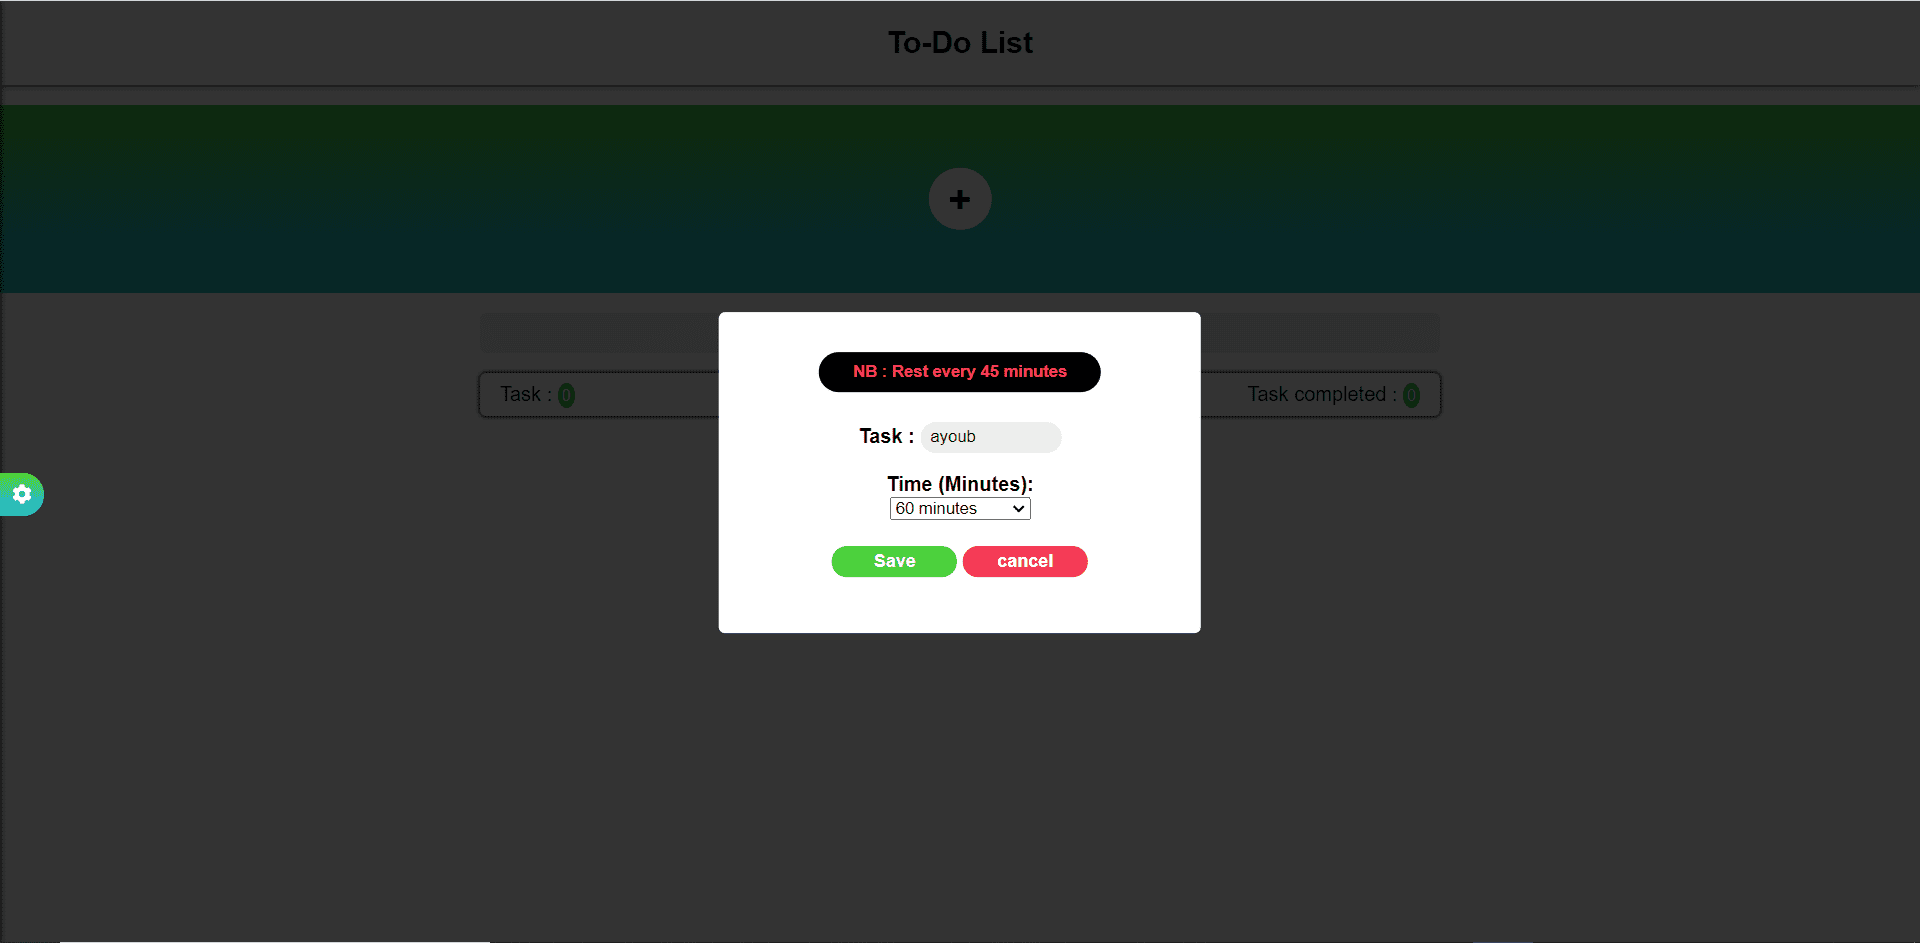 To-Do List
+
NB : Rest every 45 minutes
Task : 0
Task completed : 0
Task : ayoub
Time (Minutes):
60 minutes
Save cancel